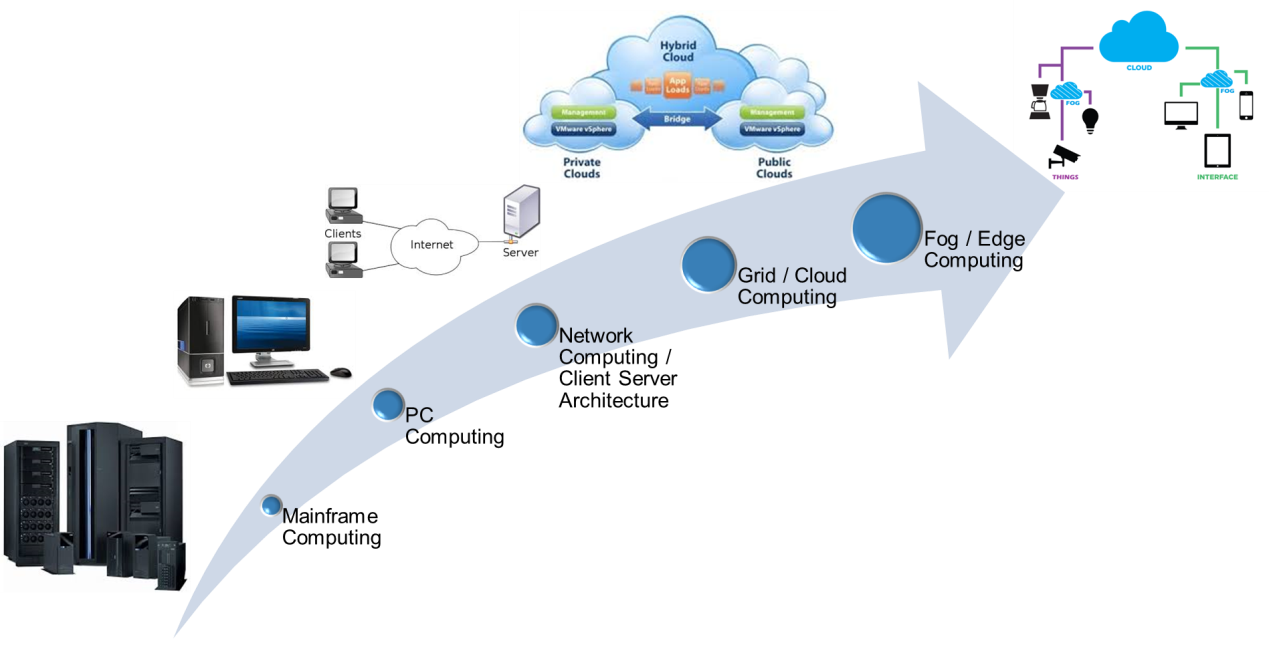 Hybrid
Cloud
App
Loads
Management
VMware vSphere
Bridge
Management
VMware vSphere
Private
Clouds
Public
Clouds
CLOUD
FOG
FOG
THINGS
INTERFACE
Clients
Internet
Server
Fog / Edge
Computing
Grid / Cloud
Computing
Network
Computing /
Client Server
Architecture
PC
Computing
Mainframe
Computing